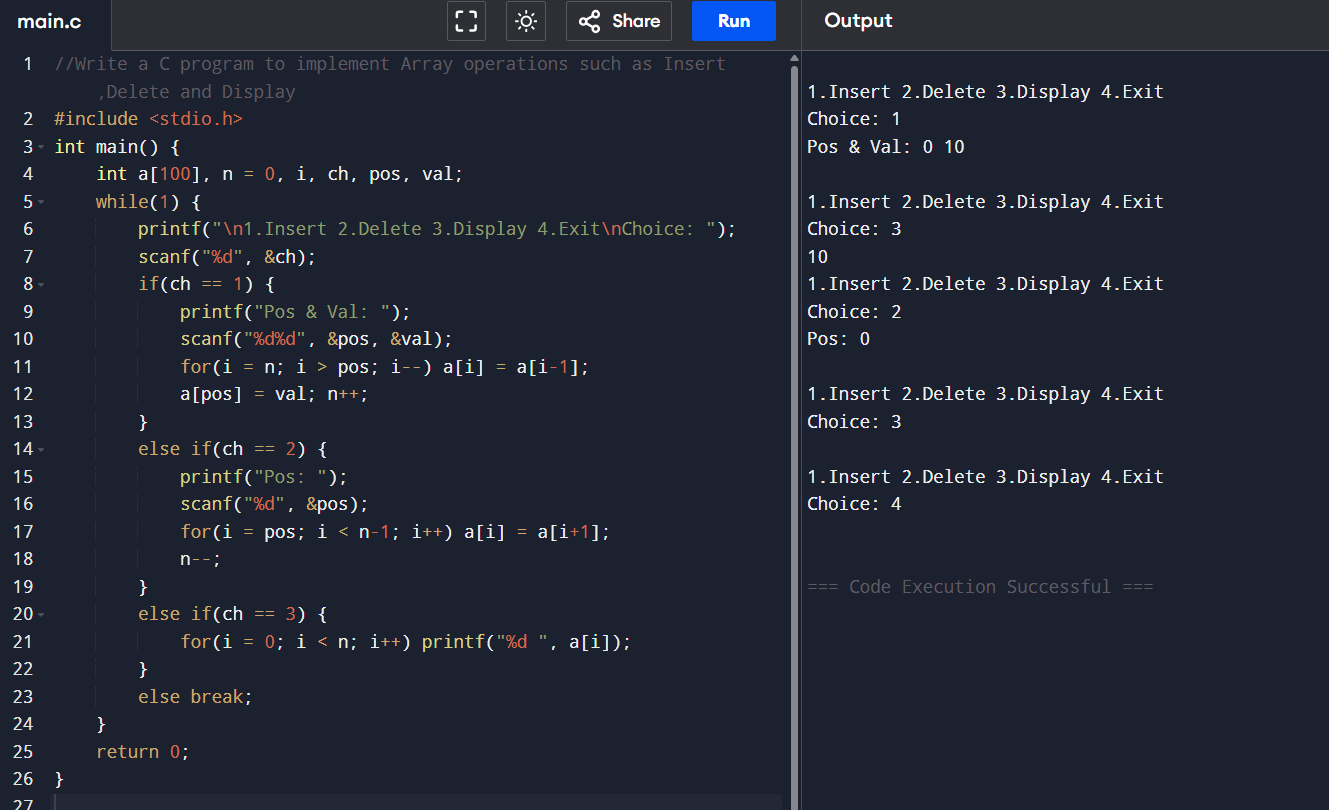 main.c
Share
Run
Output
1 //Write a C program to implement Array operations such as Insert
,Delete and Display
2 #include <stdio.h>
3 int main() {
4 int a[100], n = 0, i, ch, pos, val;
5 while(1) {
6 printf("\n1.Insert 2.Delete 3.Display 4.Exit\nChoice: ");
7 scanf("%d", &ch);
8 if(ch == 1) {
9 printf("Pos & Val: ");
10 scanf("%d%d", &pos, &val);
11 for(i = n; i > pos; i--) a[i] = a[i-1];
12 a[pos] = val; n++;
13 }
14 else if(ch == 2) {
15 printf("Pos: ");
16 scanf("%d", &pos);
17 for(i = pos; i < n-1; i++) a[i] = a[i+1];
18 n--;
19 }
20 else if(ch == 3) {
21 for(i = 0; i < n; i++) printf("%d ", a[i]);
22 }
23 else break;
24 }
25 return 0;
26 }
27
1.Insert 2.Delete 3.Display 4.Exit
Choice: 1
Pos & Val: 0 10
1.Insert 2.Delete 3.Display 4.Exit
Choice: 3
10
1.Insert 2.Delete 3.Display 4.Exit
Choice: 2
Pos: 0
1.Insert 2.Delete 3.Display 4.Exit
Choice: 3
1.Insert 2.Delete 3.Display 4.Exit
Choice: 4
=== Code Execution Successful ===